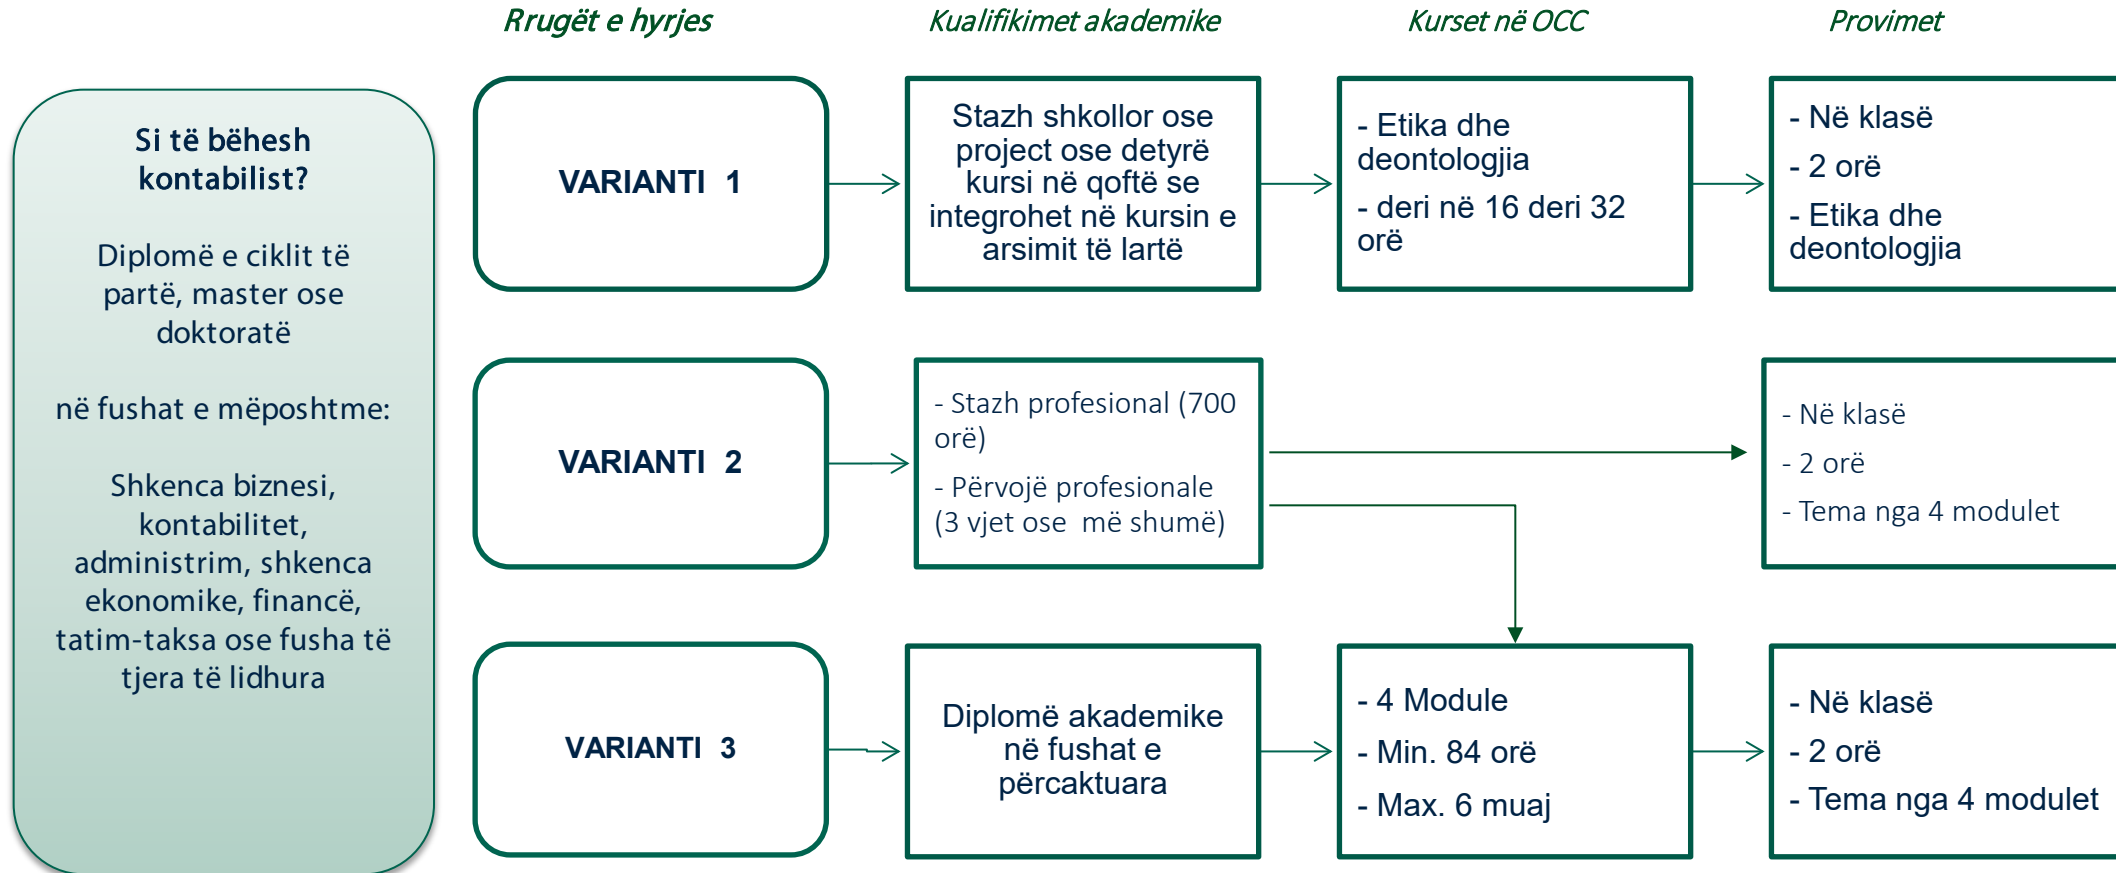 Rrugët e hyrjes
Kualifikimet akademike
Kurset në OCC
Provimet
Si të bëhesh
kontabilist?
Diplomë e ciklit të
partë, master ose
doktoratë
në fushat e mëposhtme:
Shkenca biznesi,
kontabilitet,
administrim, shkenca
ekonomike, financë,
tatim-taksa ose fusha të
tjera të lidhura
VARIANTI 1
Stazh shkollor ose
project ose detyrë
kursi në qoftë se
integrohet në kursin e
arsimit të lartë
- Etika dhe
deontologjia
- deri në 16 deri 32
orë
- Në klasë
- 2 orë
- Etika dhe
deontologjia
VARIANTI 2
- Stazh profesional (700
orë)
- Përvojë profesionale
(3 vjet ose më shumë)
- Në klasë
- 2 orë
- Tema nga 4 modulet
VARIANTI 3
Diplomë akademike
në fushat e
përcaktuara
- 4 Module
- Min. 84 orë
- Max. 6 muaj
- Në klasë
- 2 orë
- Tema nga 4 modulet